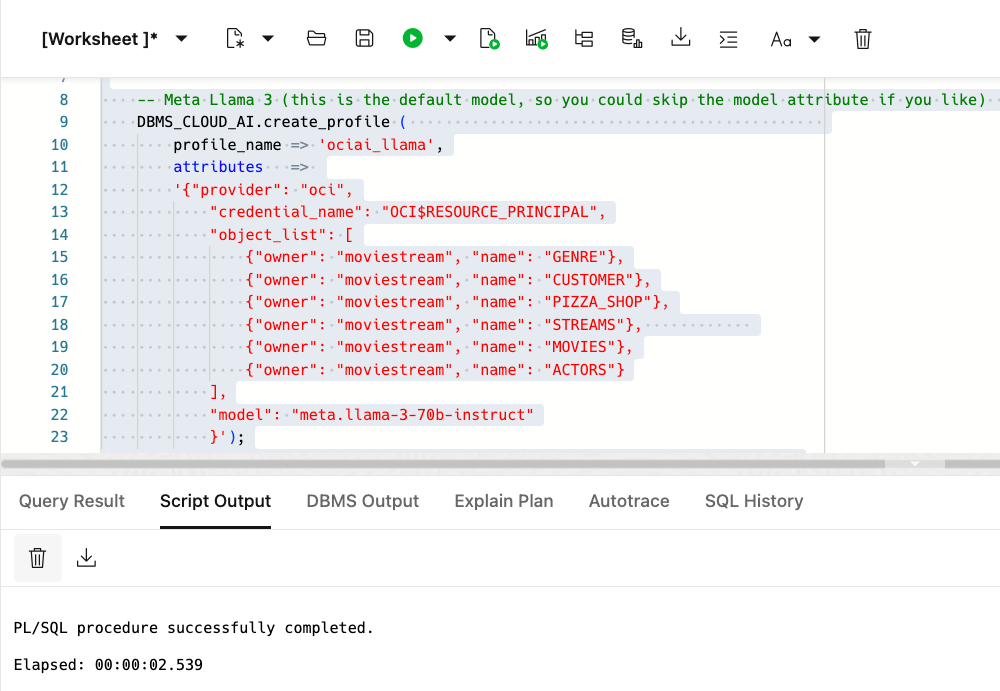 [Worksheet ]*
Aa
7
8 -- Meta Llama 3 (this is the default model, so you could skip the model attribute if you like)
9 DBMS_CLOUD_AI.create_profile (
10 profile_name => 'ociai_llama',
11 attributes =>
12 '{"provider": "oci",
13 "credential_name": "OCI$RESOURCE_PRINCIPAL",
14 "object_list": [
15 {"owner": "moviestream", "name": "GENRE"},
16 {"owner": "moviestream", "name": "CUSTOMER"},
17 {"owner": "moviestream", "name": "PIZZA_SHOP"},
18 {"owner": "moviestream", "name": "STREAMS"},
19 {"owner": "moviestream", "name": "MOVIES"},
20 {"owner": "moviestream", "name": "ACTORS"}
21 ],
22 "model": "meta.llama-3-70b-instruct"
23 }');
Query Result Script Output DBMS Output Explain Plan Autotrace SQL History
PL/SQL procedure successfully completed.
Elapsed: 00:00:02.539